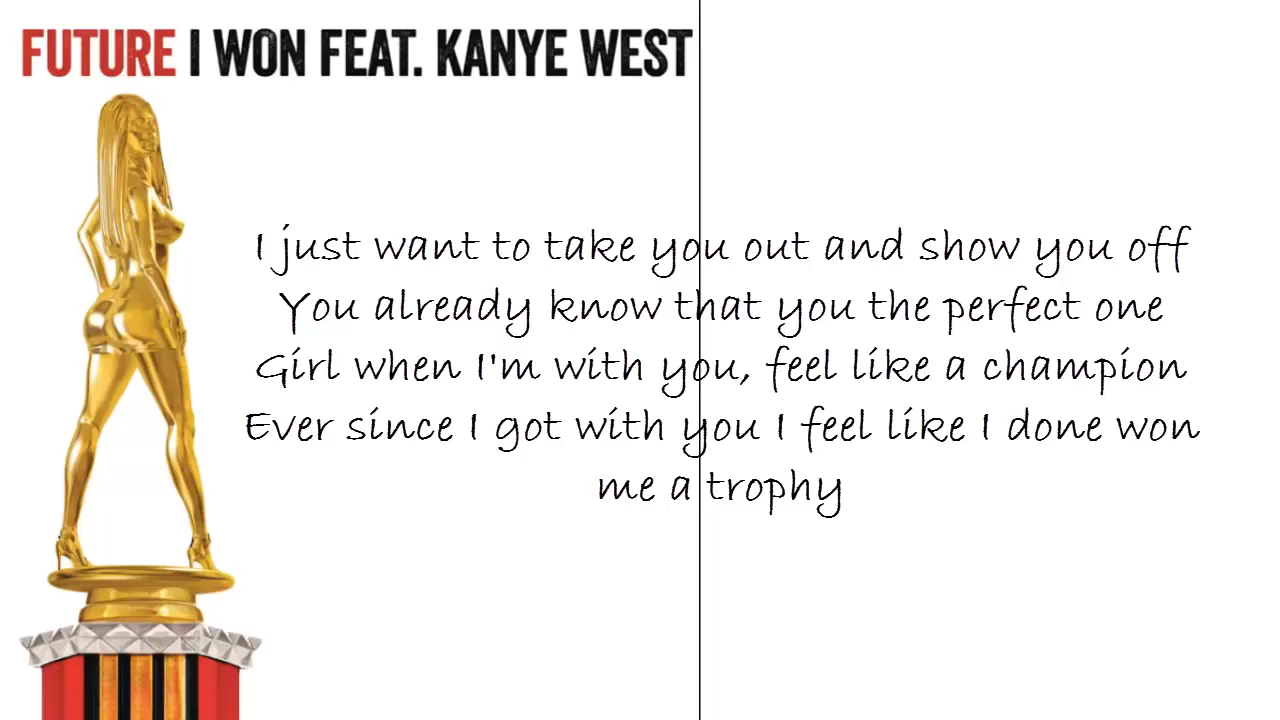 FUTURE I WON FEAT. KANYE WEST
I just want to take you out and show you off
You already know that you the perfect one
Girl when I'm with you, feel like a champion
Ever since I got with you I feel like I done won
me a trophy